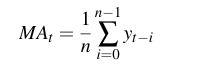 MA_t = \frac{1}{n} \sum_{i=0}^{n-1} y_{t-i}